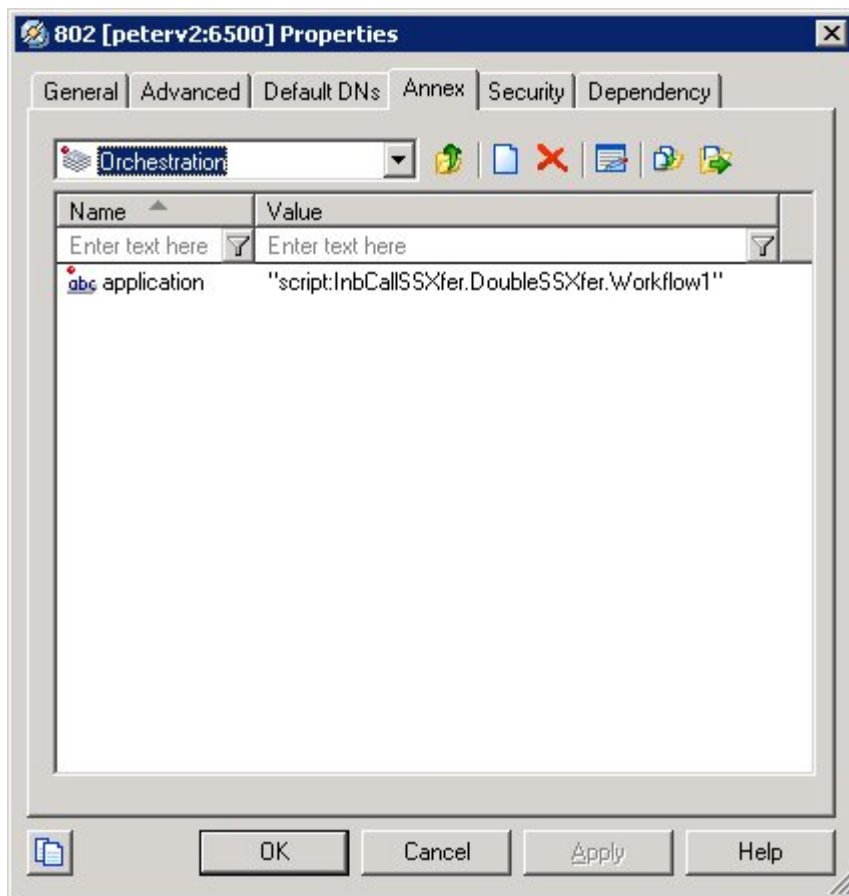 802 [peterv2:6500] Properties
General Advanced Default DNs Annex Security Dependency
Orchestration
Name Value
Enter text here Enter text here
abc application "script:InbCallSSXfer.DoubleSSXfer.Workflow1"
OK Cancel Apply Help